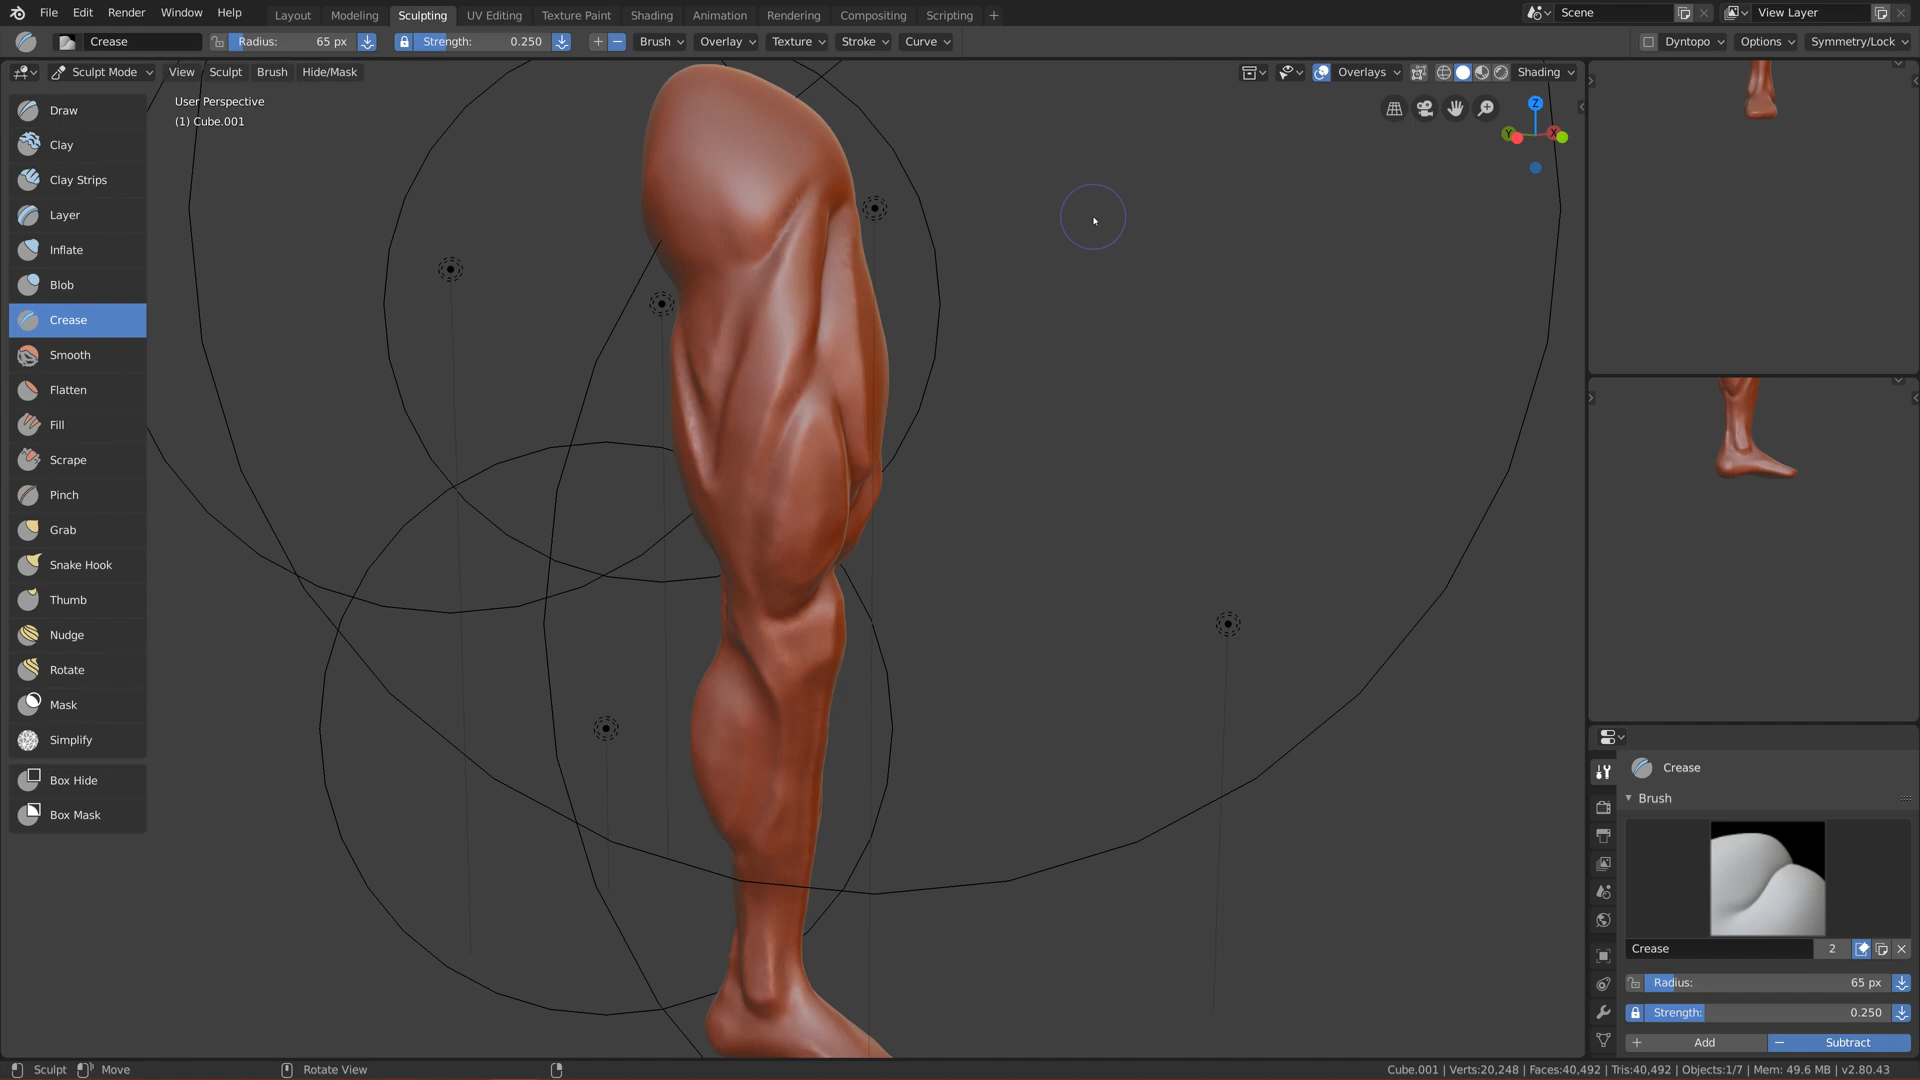 File Edit Render Window Help Layout Modeling Sculpting UV Editing Texture Paint Shading Animation Rendering Compositing Scripting + Scene View Layer
Crease Radius: 65 px Strength: 0.250 Brush Overlay Texture Stroke Curve Dyntopo Options Symmetry/Lock
Sculpt Mode View Sculpt Brush Hide/Mask Overlays Shading
User Perspective
(1) Cube.001
Z
Y X
Draw
Clay
Clay Strips
Layer
Inflate
Blob
Crease
Smooth
Flatten
Fill
Scrape
Pinch
Grab
Snake Hook
Thumb
Nudge
Rotate
Mask
Simplify
Box Hide
Box Mask
Crease
Brush
Crease 2
Radius: 65 px
Strength: 0.250
Add Subtract
Sculpt Move Rotate View Cube.001 | Verts:20,248 | Faces:40,492 | Tris:40,492 | Objects:1/7 | Mem: 49.6 MB | v2.80.43